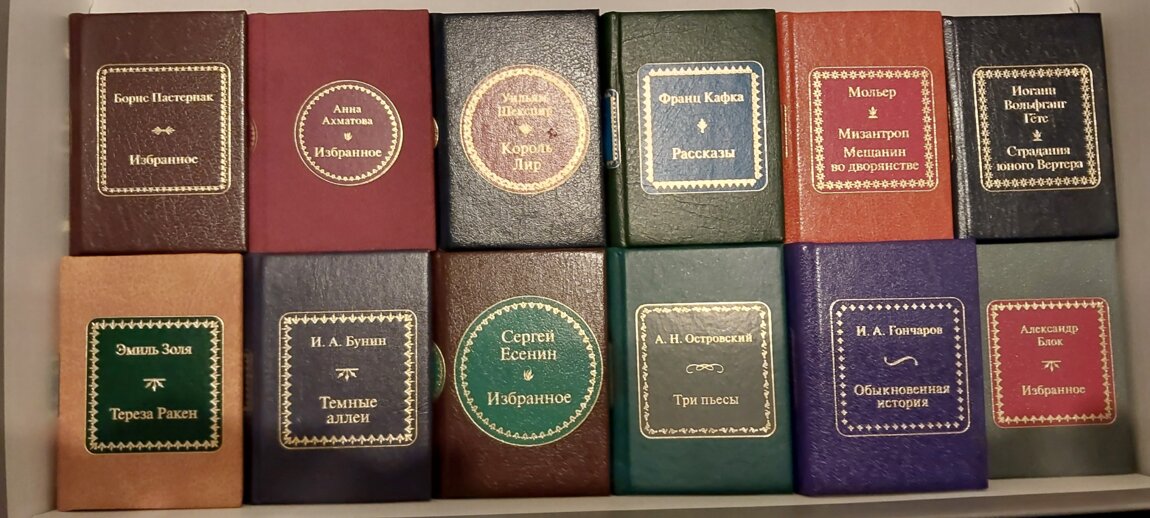 Борис Пастернак
Избранное
Анна
Ахматова
Избранное
Уильям
Шекспир
Король
Лир
Франц Кафка
Рассказы
Мольер
Мизантроп
Мещанин
во дворянстве
Иоганн
Вольфганг
Гёте
Страдания
юного Вертера
Эмиль Золя
Тереза Ракен
И. А. Бунин
Темные
аллеи
Сергей
Есенин
Избранное
А. Н. Островский
Три пьесы
И. А. Гончаров
Обыкновенная
история
Александр
Блок
Избранное